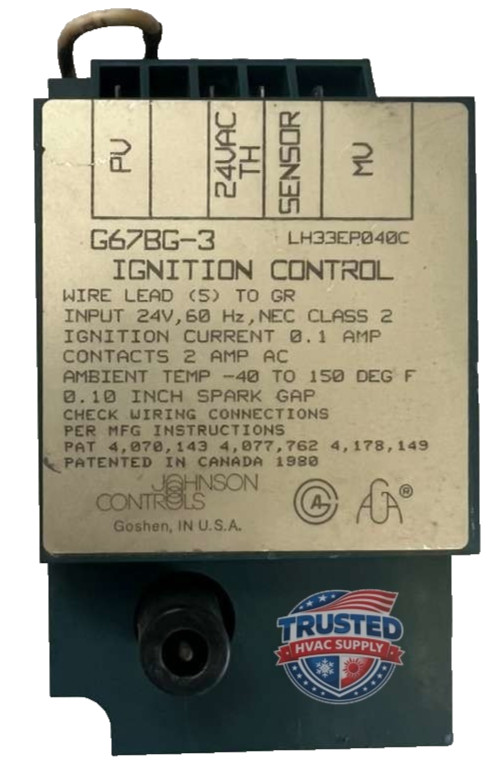 PV
24VAC
TH
SENSOR
MV
G67BG-3 LH33EP040C
IGNITION CONTROL
WIRE LEAD (S) TO GR
INPUT 24V,60 Hz,NEC CLASS 2
IGNITION CURRENT 0.1 AMP
CONTACTS 2 AMP AC
AMBIENT TEMP -40 TO 150 DEG F
0.10 INCH SPARK GAP
CHECK WIRING CONNECTIONS
PER MFG INSTRUCTIONS
PAT 4,070,143 4,077,762 4,178,149
PATENTED IN CANADA 1980
JOHNSON
CONTROLS
Goshen, IN U.S.A.
AGA®
TRUSTED
HVAC SUPPLY